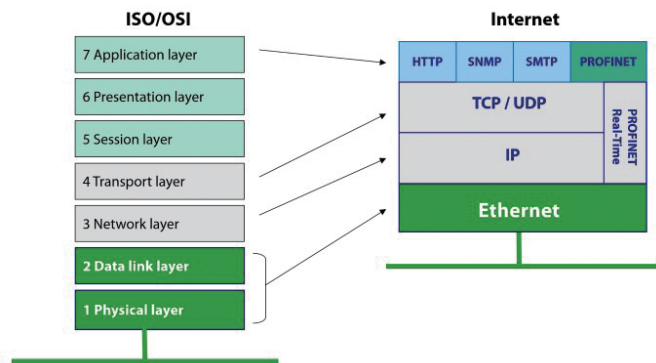 ISO/OSI
7 Application layer
6 Presentation layer
5 Session layer
4 Transport layer
3 Network layer
2 Data link layer
1 Physical layer
Internet
HTTP
SNMP
SMTP
PROFINET
TCP / UDP
IP
PROFINET
Real-Time
Ethernet